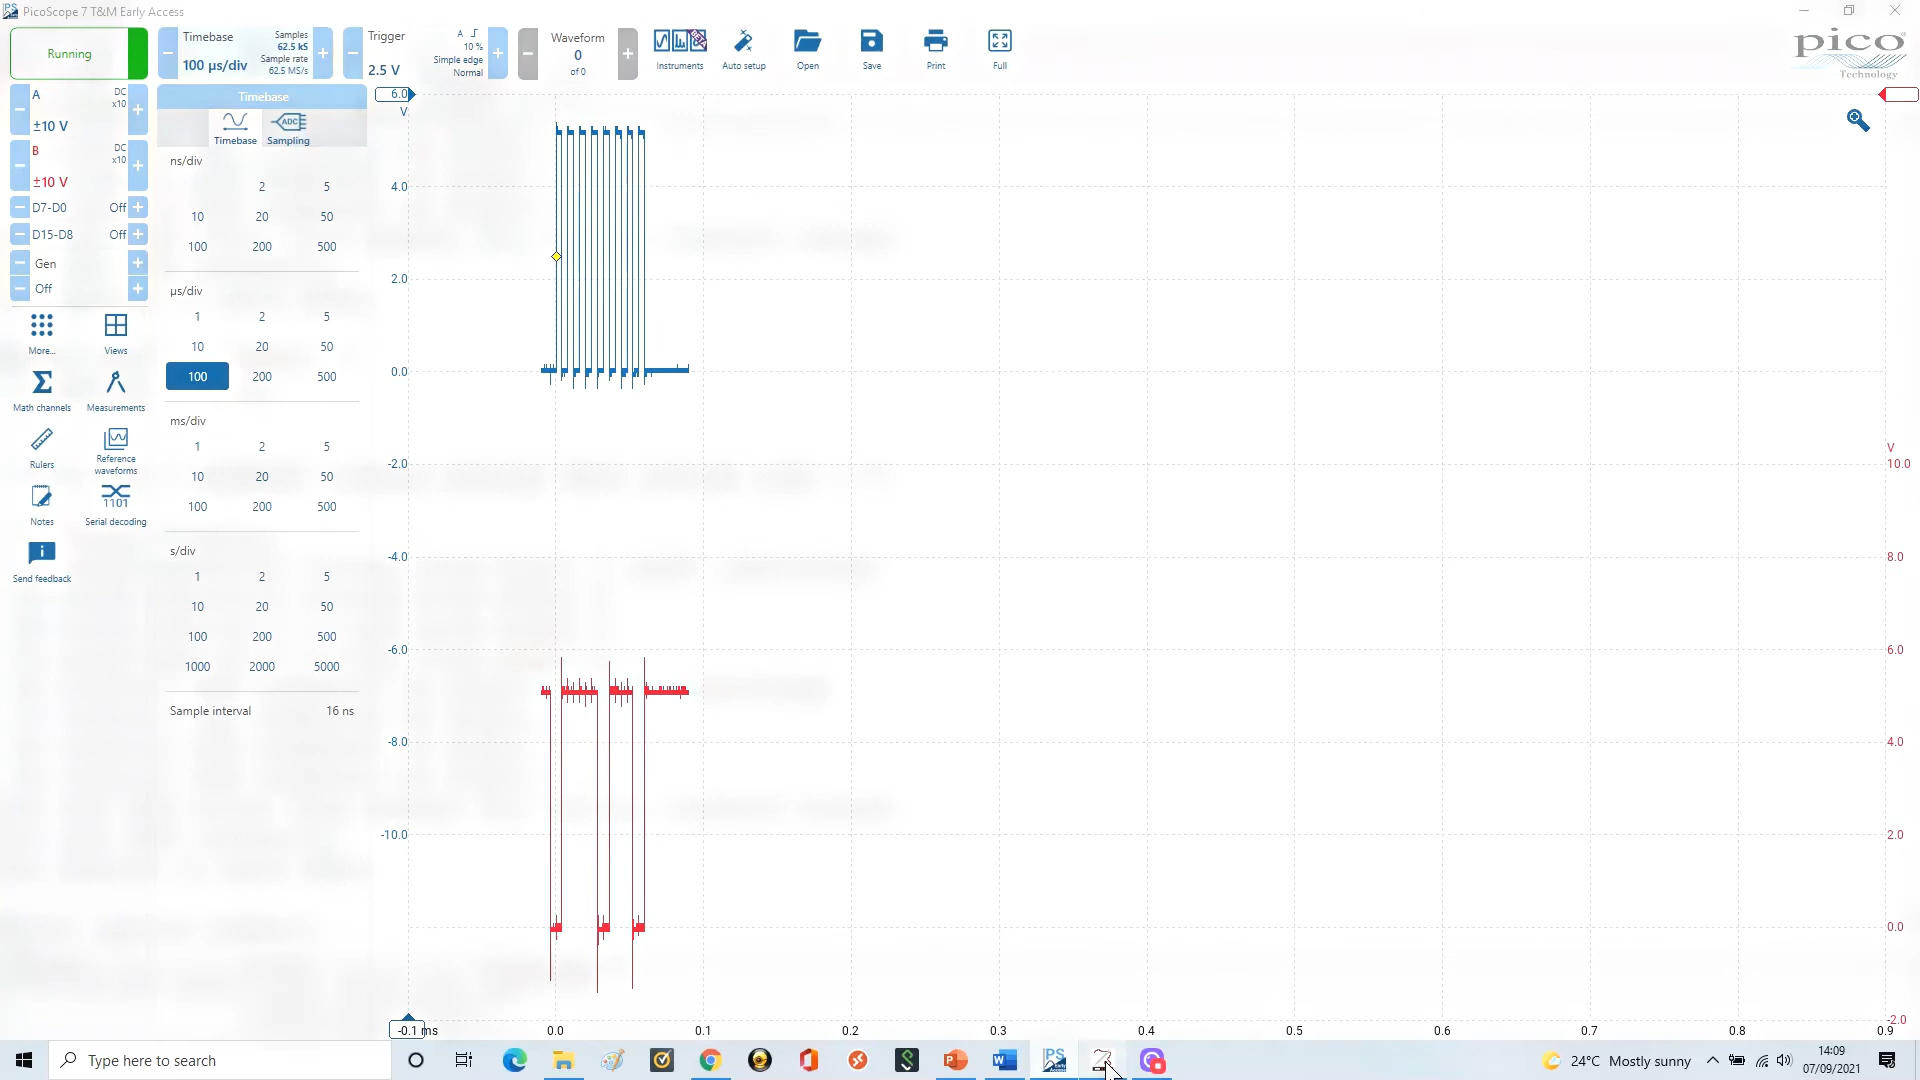 PicoScope 7 T&M Early Access
Running
Timebase
100 µs/div
Samples
62.5 kS
Sample rate
62.5 MS/s
Trigger
2.5 V
A
10 %
Simple edge
Normal
Waveform
0
of 0
Instruments
Auto setup
Open
Save
Print
Full
pico
Technology
A
DC
x10
±10 V
B
DC
x10
±10 V
D7-D0 Off
D15-D8 Off
Gen
Off
More...
Views
Math channels
Measurements
Rulers
Reference
waveforms
Notes
1101
Serial decoding
Send feedback
Timebase
Timebase
ADC
Sampling
ns/div
2 5
10 20 50
100 200 500
µs/div
1 2 5
10 20 50
100 200 500
ms/div
1 2 5
10 20 50
100 200 500
s/div
1 2 5
10 20 50
100 200 500
1000 2000 5000
Sample interval 16 ns
6.0
V
4.0
2.0
0.0
-2.0
-4.0
-6.0
-8.0
-10.0
V
10.0
8.0
6.0
4.0
2.0
0.0
-2.0
-0.1 ms 0.0 0.1 0.2 0.3 0.4 0.5 0.6 0.7 0.8 0.9
Type here to search
24°C Mostly sunny
14:09
07/09/2021